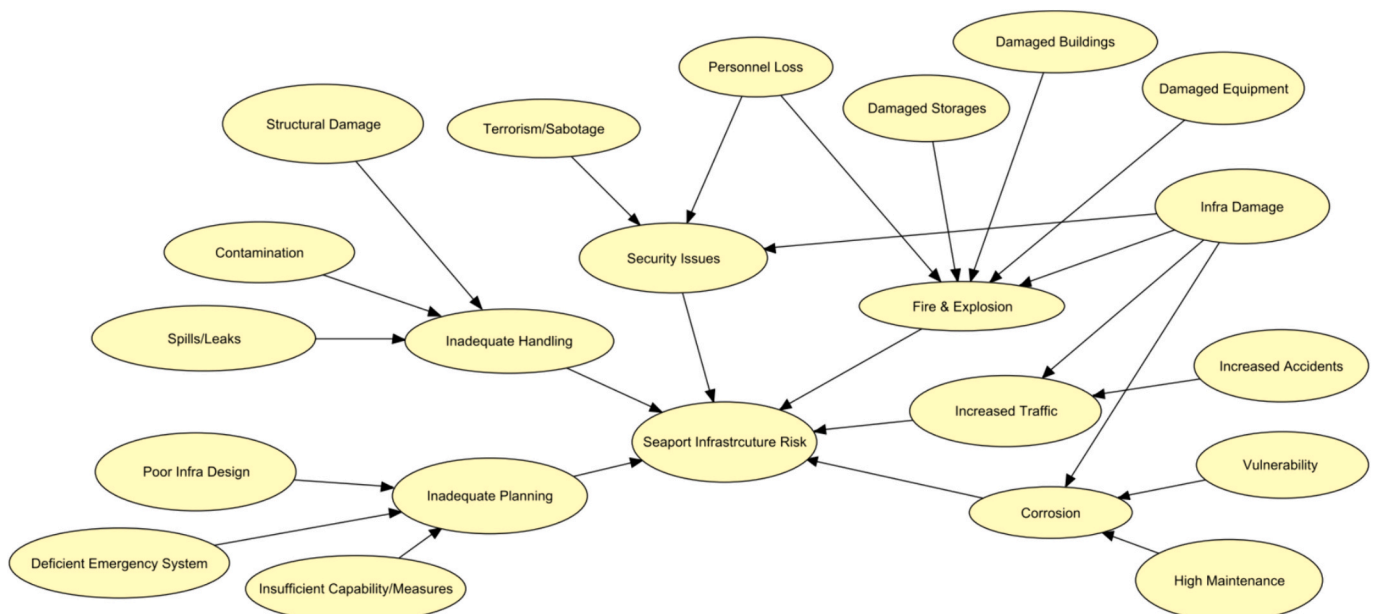 Damaged Buildings
Personnel Loss
Damaged Equipment
Damaged Storages
Structural Damage
Terrorism/Sabotage
Infra Damage
Contamination
Security Issues
Fire & Explosion
Spills/Leaks
Inadequate Handling
Increased Accidents
Increased Traffic
Seaport Infrastrcuture Risk
Vulnerability
Poor Infra Design
Inadequate Planning
Corrosion
Deficient Emergency System
High Maintenance
Insufficient Capability/Measures